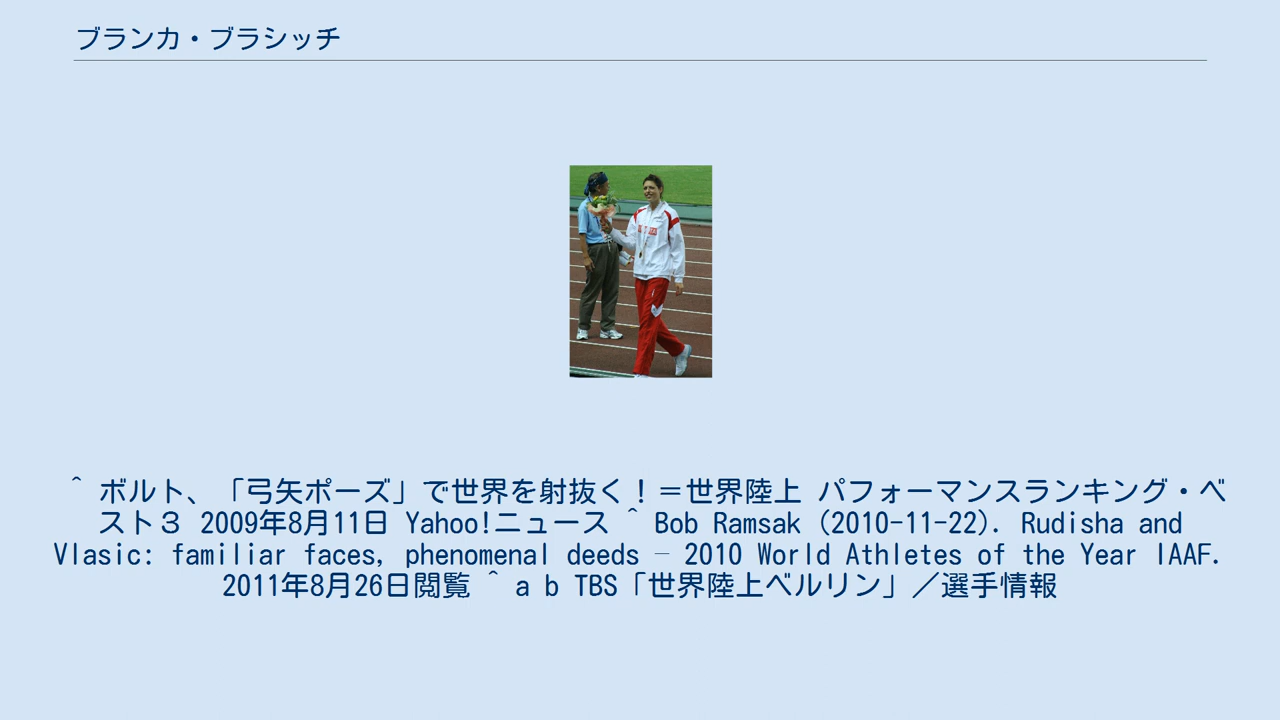 ブランカ・ブラシッチ
^ ボルト、「弓矢ポーズ」で世界を射抜く！＝世界陸上 パフォーマンスランキング・ベ
スト３ 2009年8月11日 Yahoo!ニュース ^ Bob Ramsak (2010-11-22). Rudisha and
Vlasic: familiar faces, phenomenal deeds – 2010 World Athletes of the Year IAAF.
2011年8月26日閲覧 ^ a b TBS「世界陸上ベルリン」／選手情報